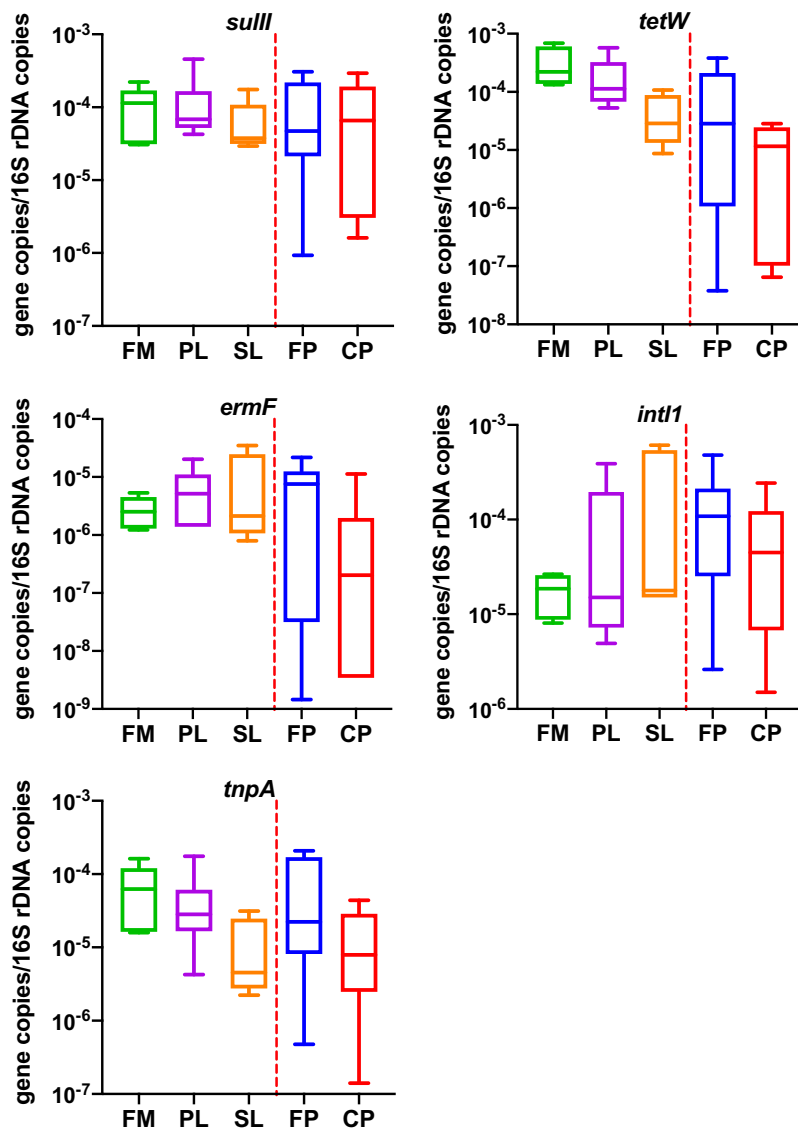 sulII
gene copies/16S rDNA copies
10-3
10-4
10-5
10-6
10-7
FM PL SL FP CP
tetW
gene copies/16S rDNA copies
10-3
10-4
10-5
10-6
10-7
10-8
FM PL SL FP CP
ermF
gene copies/16S rDNA copies
10-4
10-5
10-6
10-7
10-8
10-9
FM PL SL FP CP
intI1
gene copies/16S rDNA copies
10-3
10-4
10-5
10-6
FM PL SL FP CP
tnpA
gene copies/16S rDNA copies
10-3
10-4
10-5
10-6
10-7
FM PL SL FP CP